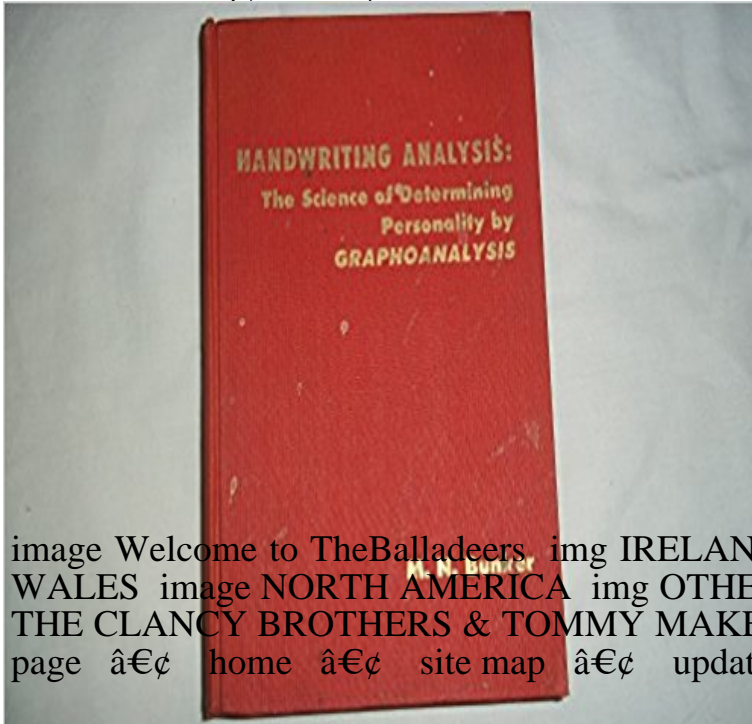 HANDWRITING ANALYSIS:
The Science of Determining
Personality by
GRAPHOANALYSIS
M. N. Bunker
image Welcome to TheBalladeers img IRELAN
WALES image NORTH AMERICA img OTHE
THE CLANCY BROTHERS & TOMMY MAKE
page â€¢ home â€¢ site map â€¢ updat